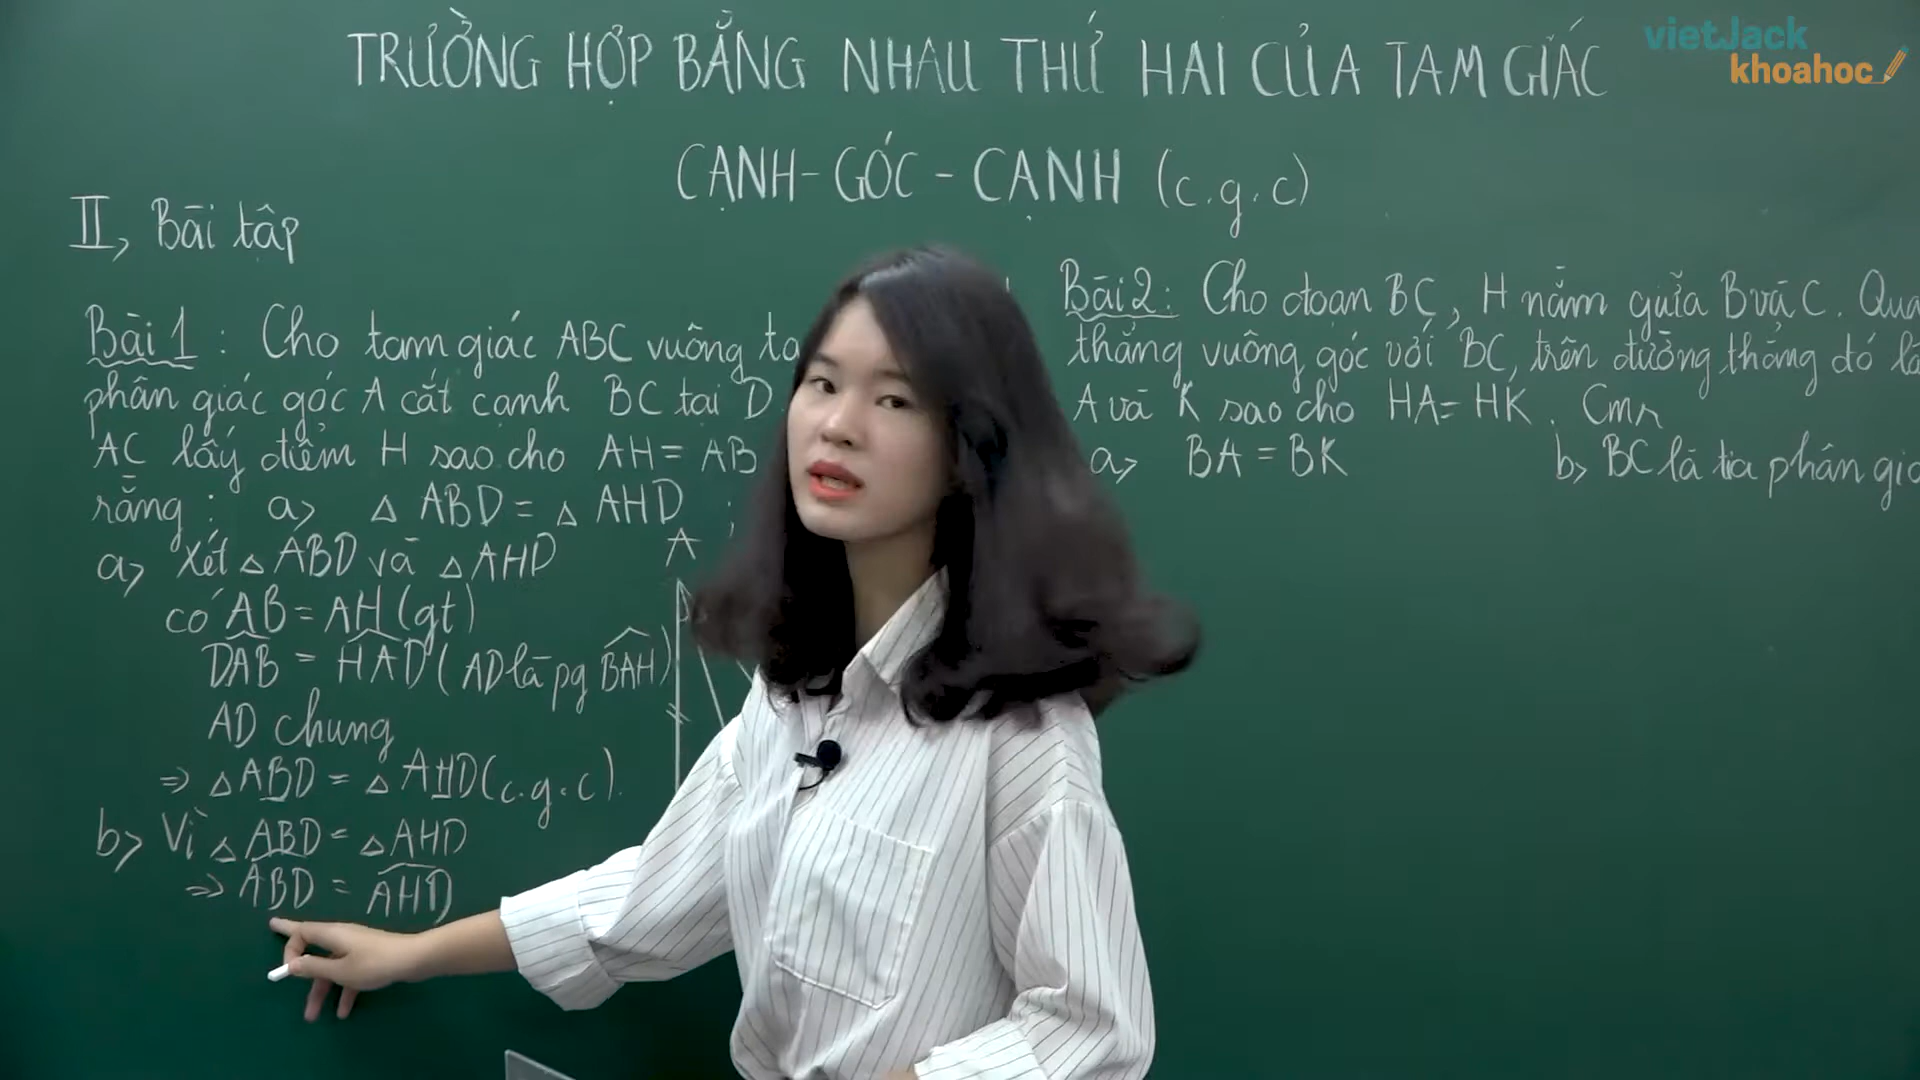 vietJack
khoahoc
TRƯỜNG HỢP BẰNG NHAU THỨ HAI CỦA TAM GIÁC
CẠNH - GÓC - CẠNH (c.g.c)
II, Bài tập
Bài 1 : Cho tam giác ABC vuông
phân giác góc A cắt cạnh BC tại D
AC lấy điểm H sao cho AH = AB
rằng : a> △ ABD = △ AHD ;
a> Xét △ ABD và △ AHD
có AB = AH (gt)
DAB = HAD ( AD là pg BAH)
AD chung
=> △ ABD = △ AHD (c.g.c).
b> Vì △ ABD = △ AHD
=> ABD = AHD
A
Bài 2 : Cho đoạn BC, H nằm giữa B và C. Qua
thẳng vuông góc với BC, trên đường thẳng đó
A và K sao cho HA = HK. Cmr
a> BA = BK b> BC là tia phân